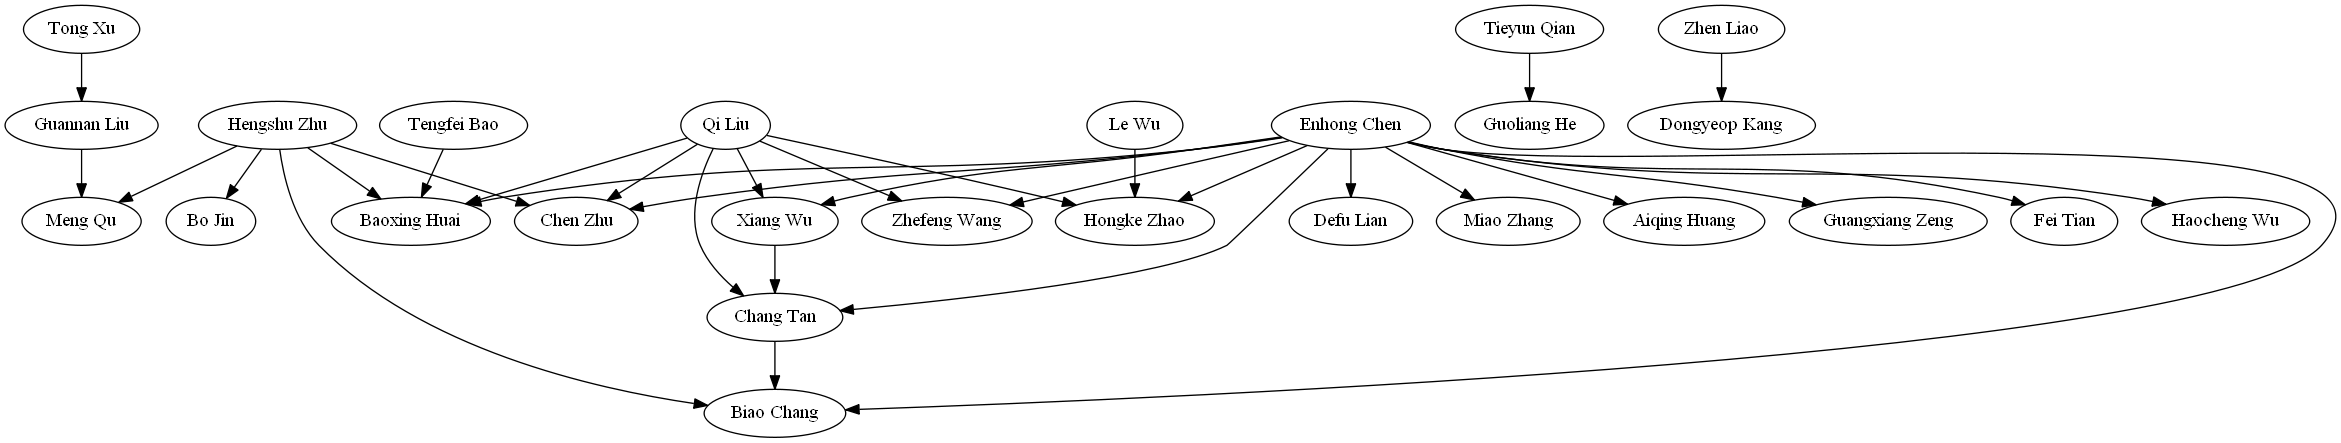 Tong Xu
Tieyun Qian
Zhen Liao
Guannan Liu
Hengshu Zhu
Tengfei Bao
Qi Liu
Le Wu
Enhong Chen
Guoliang He
Dongyeop Kang
Meng Qu
Bo Jin
Baoxing Huai
Chen Zhu
Xiang Wu
Zhefeng Wang
Hongke Zhao
Defu Lian
Miao Zhang
Aiqing Huang
Guangxiang Zeng
Fei Tian
Haocheng Wu
Chang Tan
Biao Chang